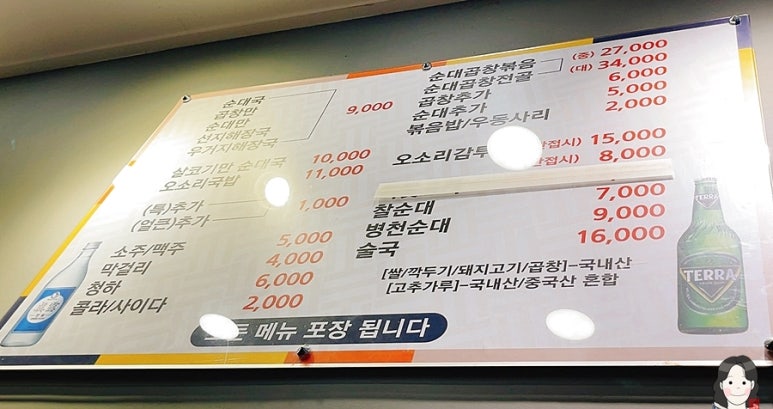 순대국
곱창만
순대만
선지해장국
우거지해장국
9,000
살코기만 순대국 10,000
오소리국밥 11,000
(특)추가
(얼큰)추가
1,000
소주/맥주 5,000
막걸리 4,000
청하 6,000
콜라/사이다 2,000
순대곱창볶음
순대곱창전골
(중) 27,000
(대) 34,000
곱창추가 6,000
순대추가 5,000
볶음밥/우동사리 2,000
오소리감투 15,000
8,000
찰순대 7,000
병천순대 9,000
술국 16,000
[쌀/깍두기/돼지고기/곱창]-국내산
[고추가루]-국내산/중국산 혼합
메뉴 포장 됩니다
TERRA
TERRA